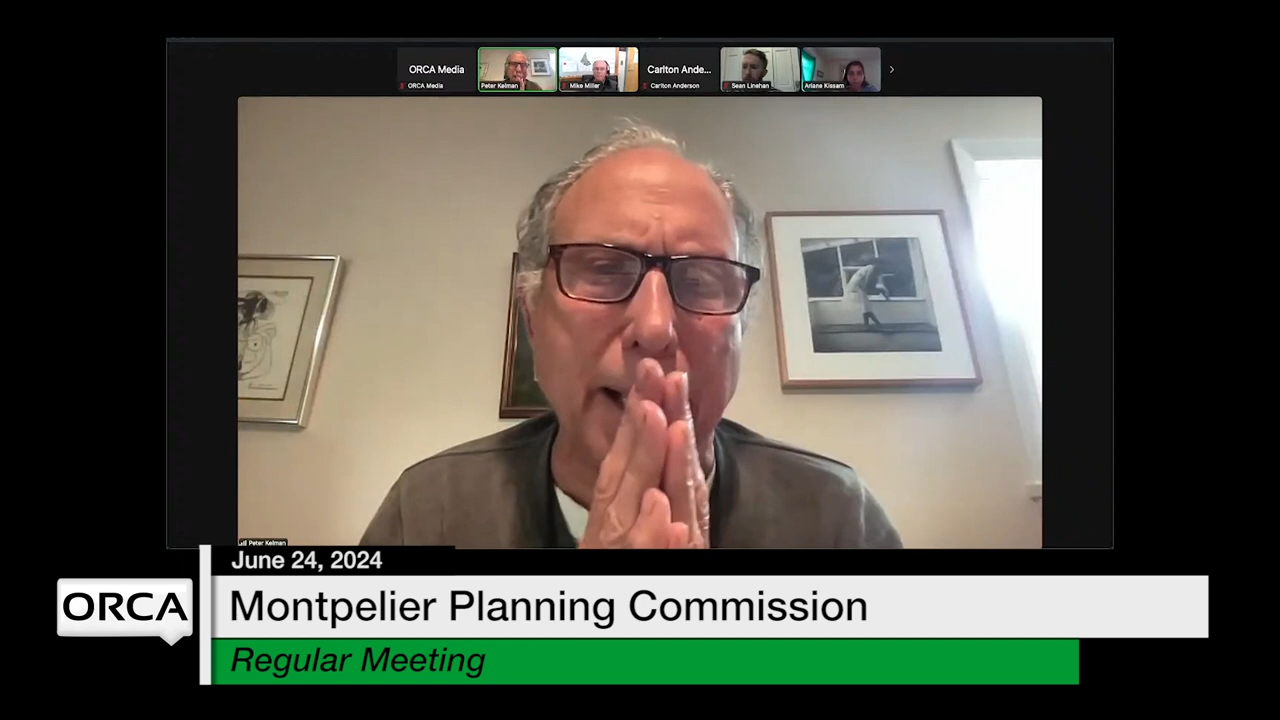 ORCA Media
Carlton Ande...
ORCA Media
Peter Kelman
Mike Miller
Carlton Anderson
Sean Linehan
Ariane Kissam
Peter Kelman
June 24, 2024
ORCA
Montpelier Planning Commission
Regular Meeting